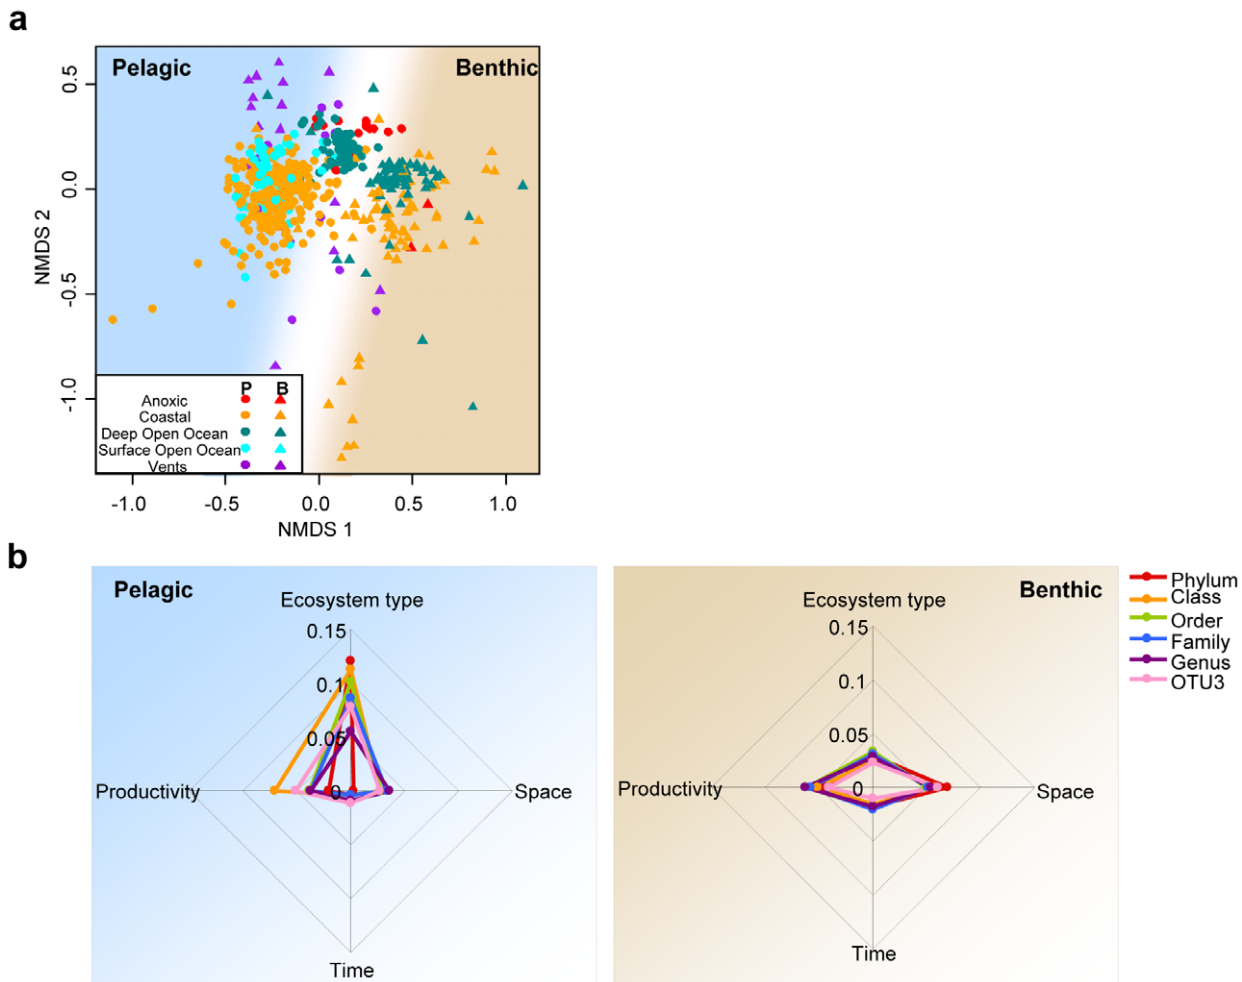 a
Pelagic
Benthic
NMDS 2
0.5
0.0
-0.5
-1.0
P B
Anoxic
Coastal
Deep Open Ocean
Surface Open Ocean
Vents
-1.0 -0.5 0.0 0.5 1.0
NMDS 1
b
Pelagic
Ecosystem type
0.15
0.1
0.05
0
Productivity
Space
Time
Benthic
Ecosystem type
0.15
0.1
0.05
0
Productivity
Space
Time
Phylum
Class
Order
Family
Genus
OTU3